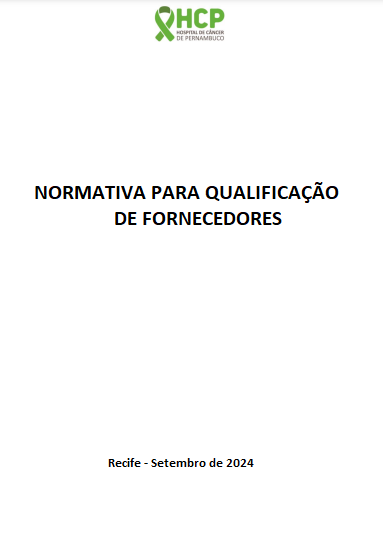 HCP
HOSPITAL DE CÂNCER
DE PERNAMBUCO
NORMATIVA PARA QUALIFICAÇÃO
DE FORNECEDORES
Recife - Setembro de 2024